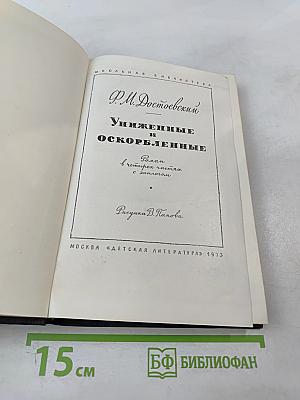 ШКОЛЬНАЯ БИБЛИОТЕКА
Ф. М. Достоевский
УНИЖЕННЫЕ
И
ОСКОРБЛЕННЫЕ
Роман
в четырех частях
с эпилогом
Рисунки В. Панова
МОСКВА «ДЕТСКАЯ ЛИТЕРАТУРА» 1973
15 см
БФ БИБЛИОФАН